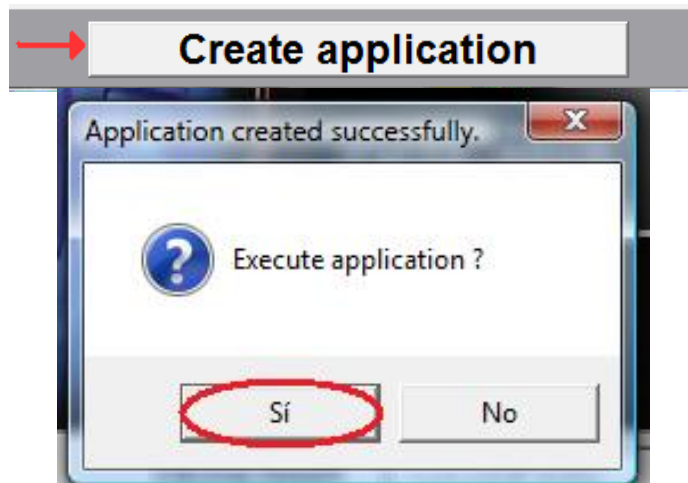 Create application
Application created successfully.
Execute application ?
Sí
No